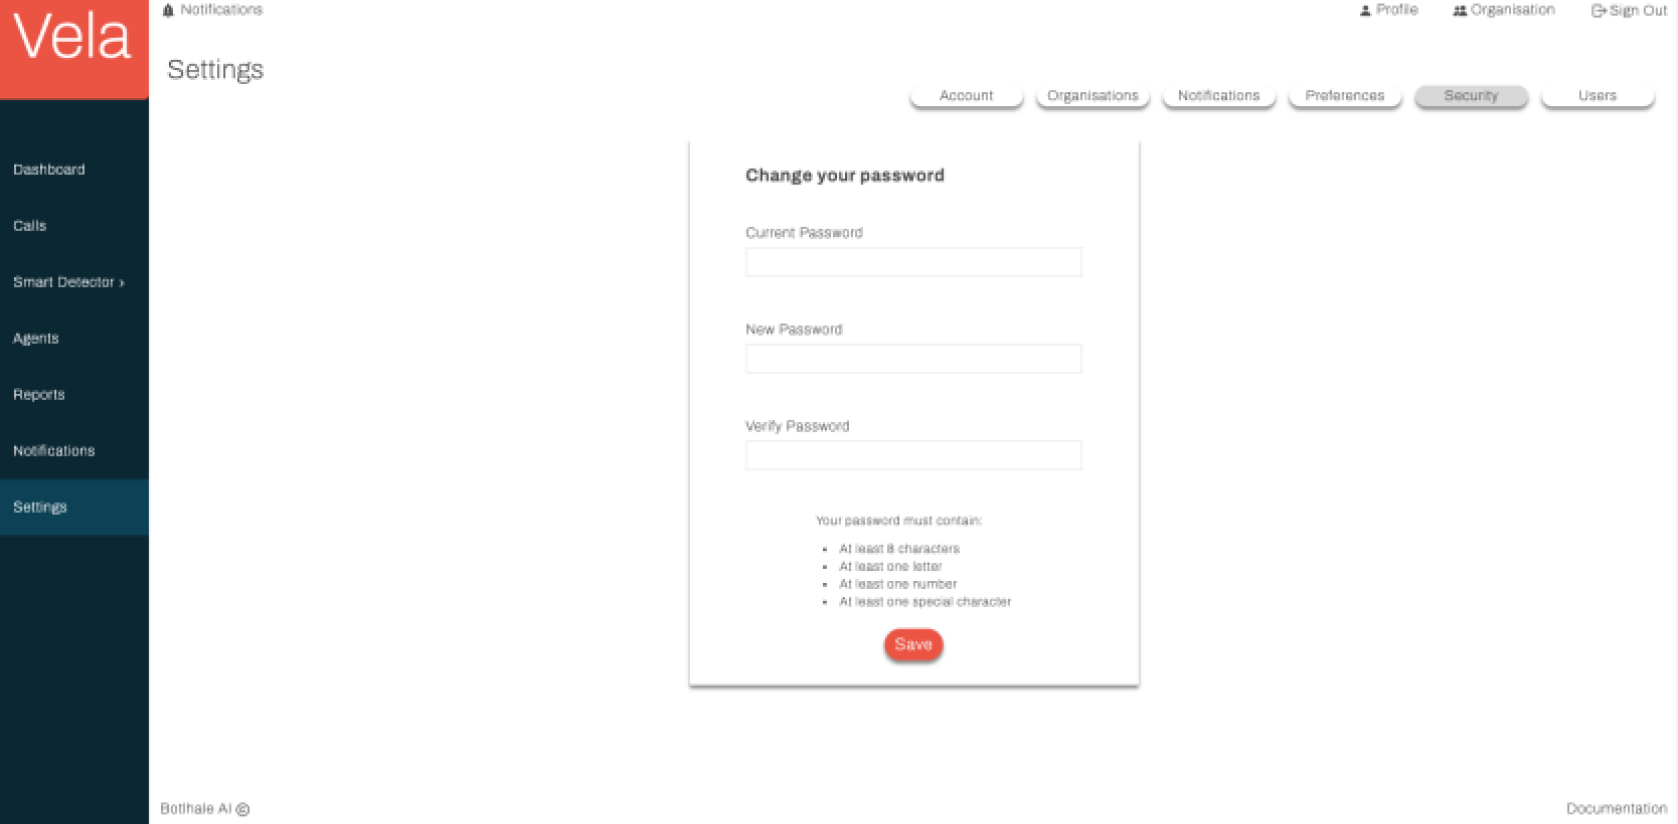 Vela
Notifications
Profile
Organisation
Sign Out
Settings
Account
Organisations
Notifications
Preferences
Security
Users
Dashboard
Calls
Smart Detector ›
Agents
Reports
Notifications
Settings
Change your password
Current Password
New Password
Verify Password
Your password must contain:
• At least 8 characters
• At least one letter
• At least one number
• At least one special character
Save
Botlhale AI ©
Documentation